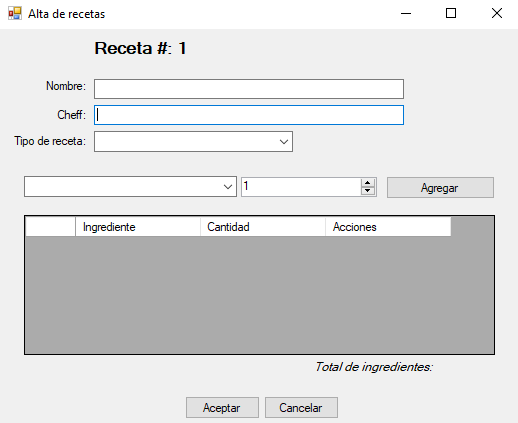 Alta de recetas
Receta #: 1
Nombre:
Cheff:
Tipo de receta:
1 Agregar
Ingrediente Cantidad Acciones
Total de ingredientes:
Aceptar Cancelar